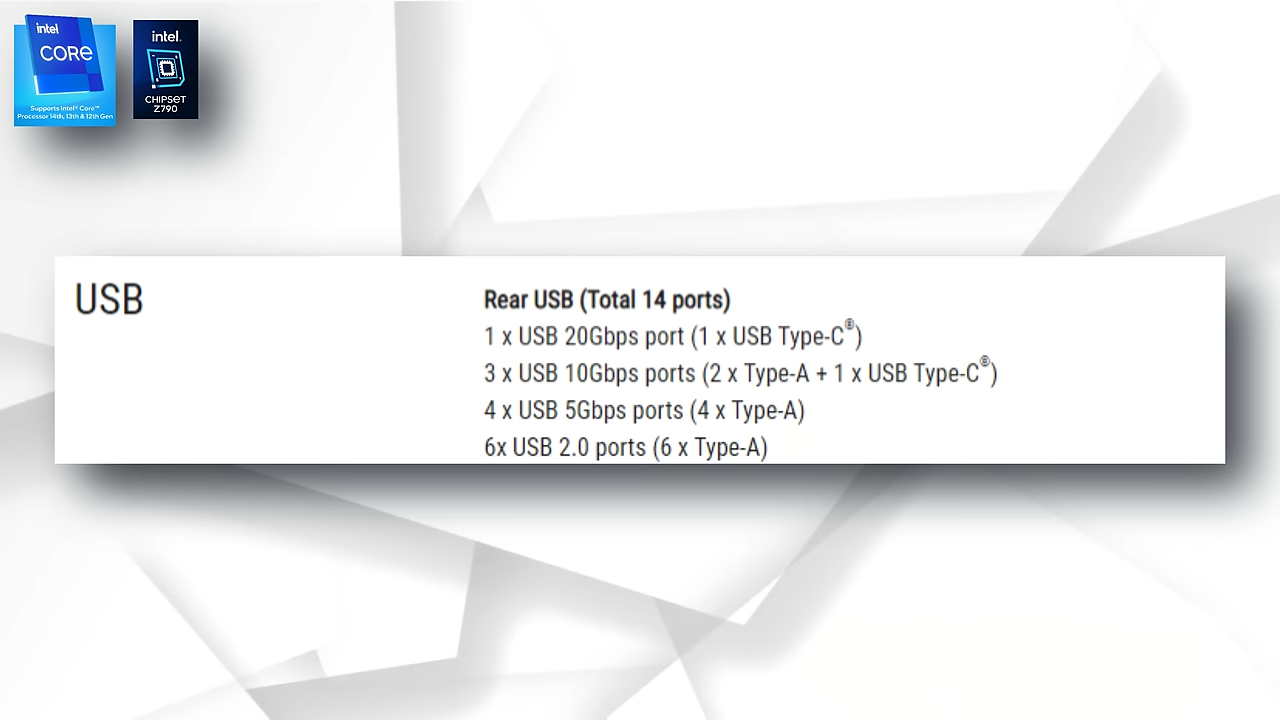 intel
CORE
Supports Intel® Core™
Processor 14th, 13th & 12th Gen
intel.
CHIPSET
Z790
USB
Rear USB (Total 14 ports)
1 x USB 20Gbps port (1 x USB Type-C®)
3 x USB 10Gbps ports (2 x Type-A + 1 x USB Type-C®)
4 x USB 5Gbps ports (4 x Type-A)
6x USB 2.0 ports (6 x Type-A)